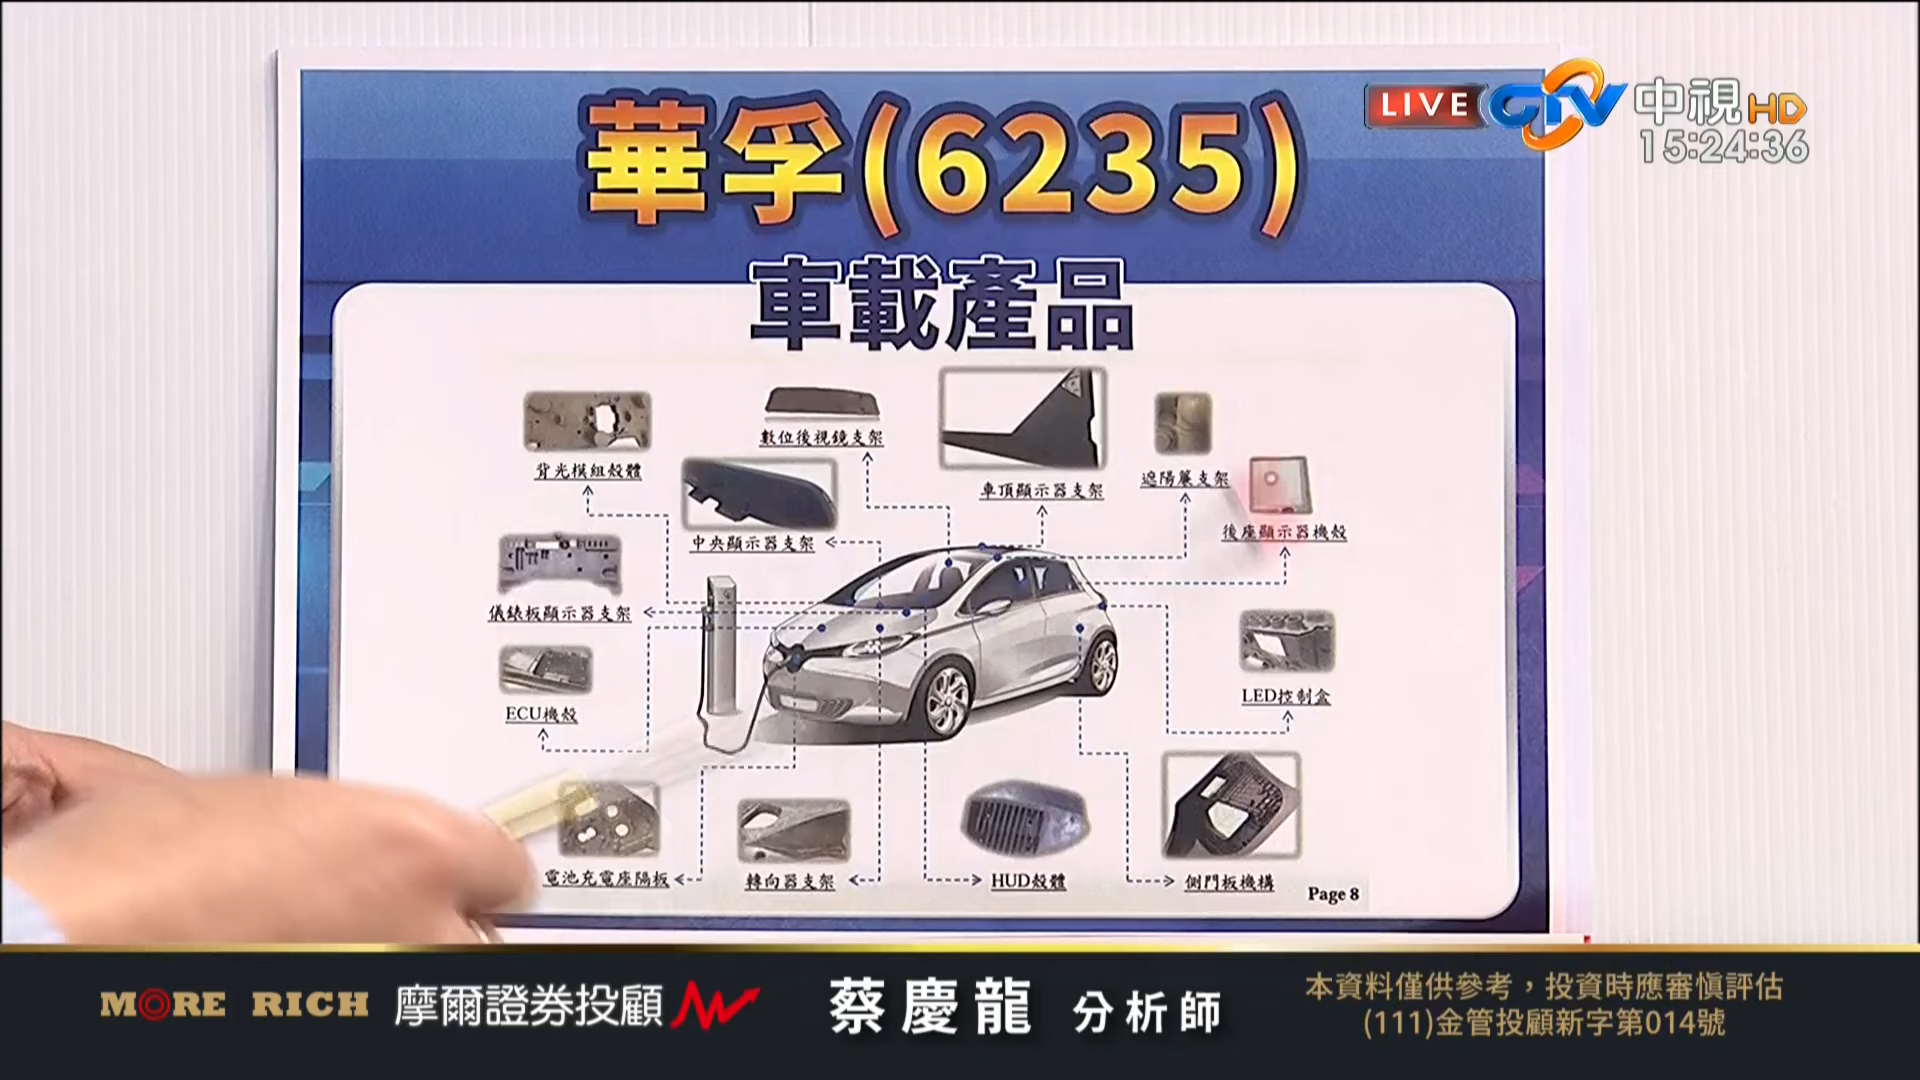 華孚(6235)
LIVE CTV 中視HD
15:24:36
車載產品
背光模組殼體
數位後視鏡支架
車頂顯示器支架
遮陽簾支架
後座顯示器機殼
中央顯示器支架
儀錶板顯示器支架
ECU機殼
LED控制盒
電池充電座隔板
轉向器支架
HUD殼體
側門板機構
Page 8
MORE RICH 摩爾證券投顧 蔡慶龍 分析師
本資料僅供參考，投資時應審慎評估
(111)金管投顧新字第014號